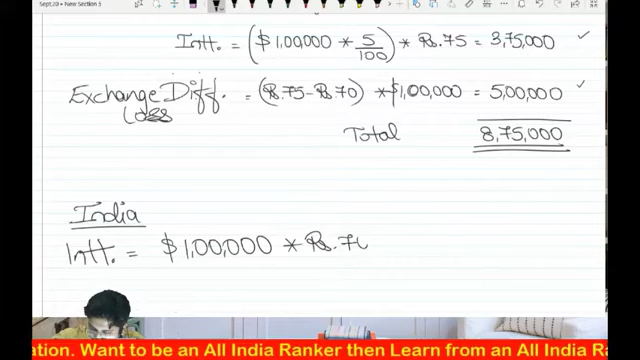 Sept.20 • New Section 3
Intt. = ($1,00,000 * 5/100) * Rs.75 = 3,75,000 ✓
Exchange Diff. = (Rs.75-Rs.70) *$1,00,000 = 5,00,000 ✓
Loss
Total 8,75,000
India
Intt. = $1,00,000 * Rs.70
ation. Want to be an All India Ranker then Learn from an All India Ra